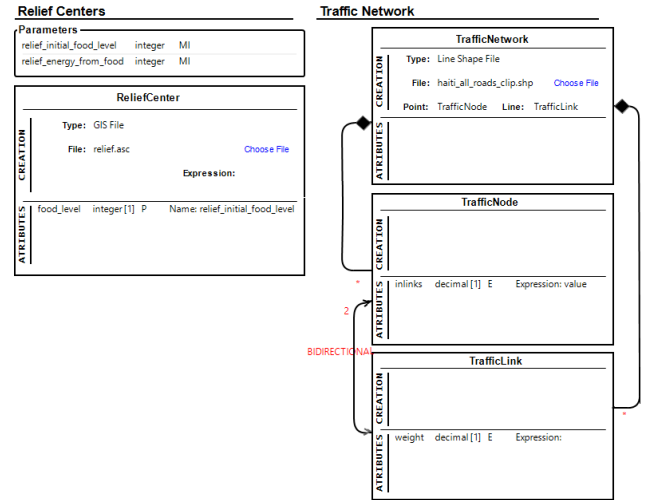 Relief Centers
Parameters
relief_initial_food_level integer MI
relief_energy_from_food integer MI
ReliefCenter
CREATION
Type: GIS File
File: relief.asc Choose File
Expression:
ATRIBUTES
food_level integer [1] P Name: relief_initial_food_level
Traffic Network
TrafficNetwork
CREATION
Type: Line Shape File
File: haiti_all_roads_clip.shp Choose File
Point: TrafficNode Line: TrafficLink
ATRIBUTES
TrafficNode
CREATION
*
ATRIBUTES
inlinks decimal [1] E Expression: value
2
BIDIRECTIONAL
TrafficLink
CREATION
*
ATRIBUTES
weight decimal [1] E Expression: